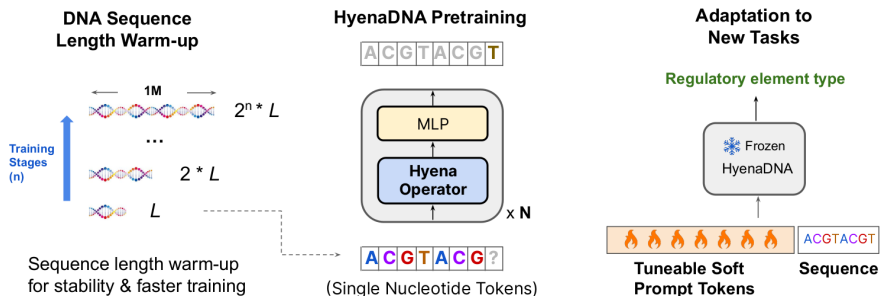 DNA Sequence
Length Warm-up
1M
2ⁿ * L
...
Training
Stages
(n)
2 * L
L
Sequence length warm-up
for stability & faster training
HyenaDNA Pretraining
ACGTACGT
MLP
Hyena
Operator
x N
ACGTACG?
(Single Nucleotide Tokens)
Adaptation to
New Tasks
Regulatory element type
Frozen
HyenaDNA
ACGTACGT
Tuneable Soft
Prompt Tokens
Sequence